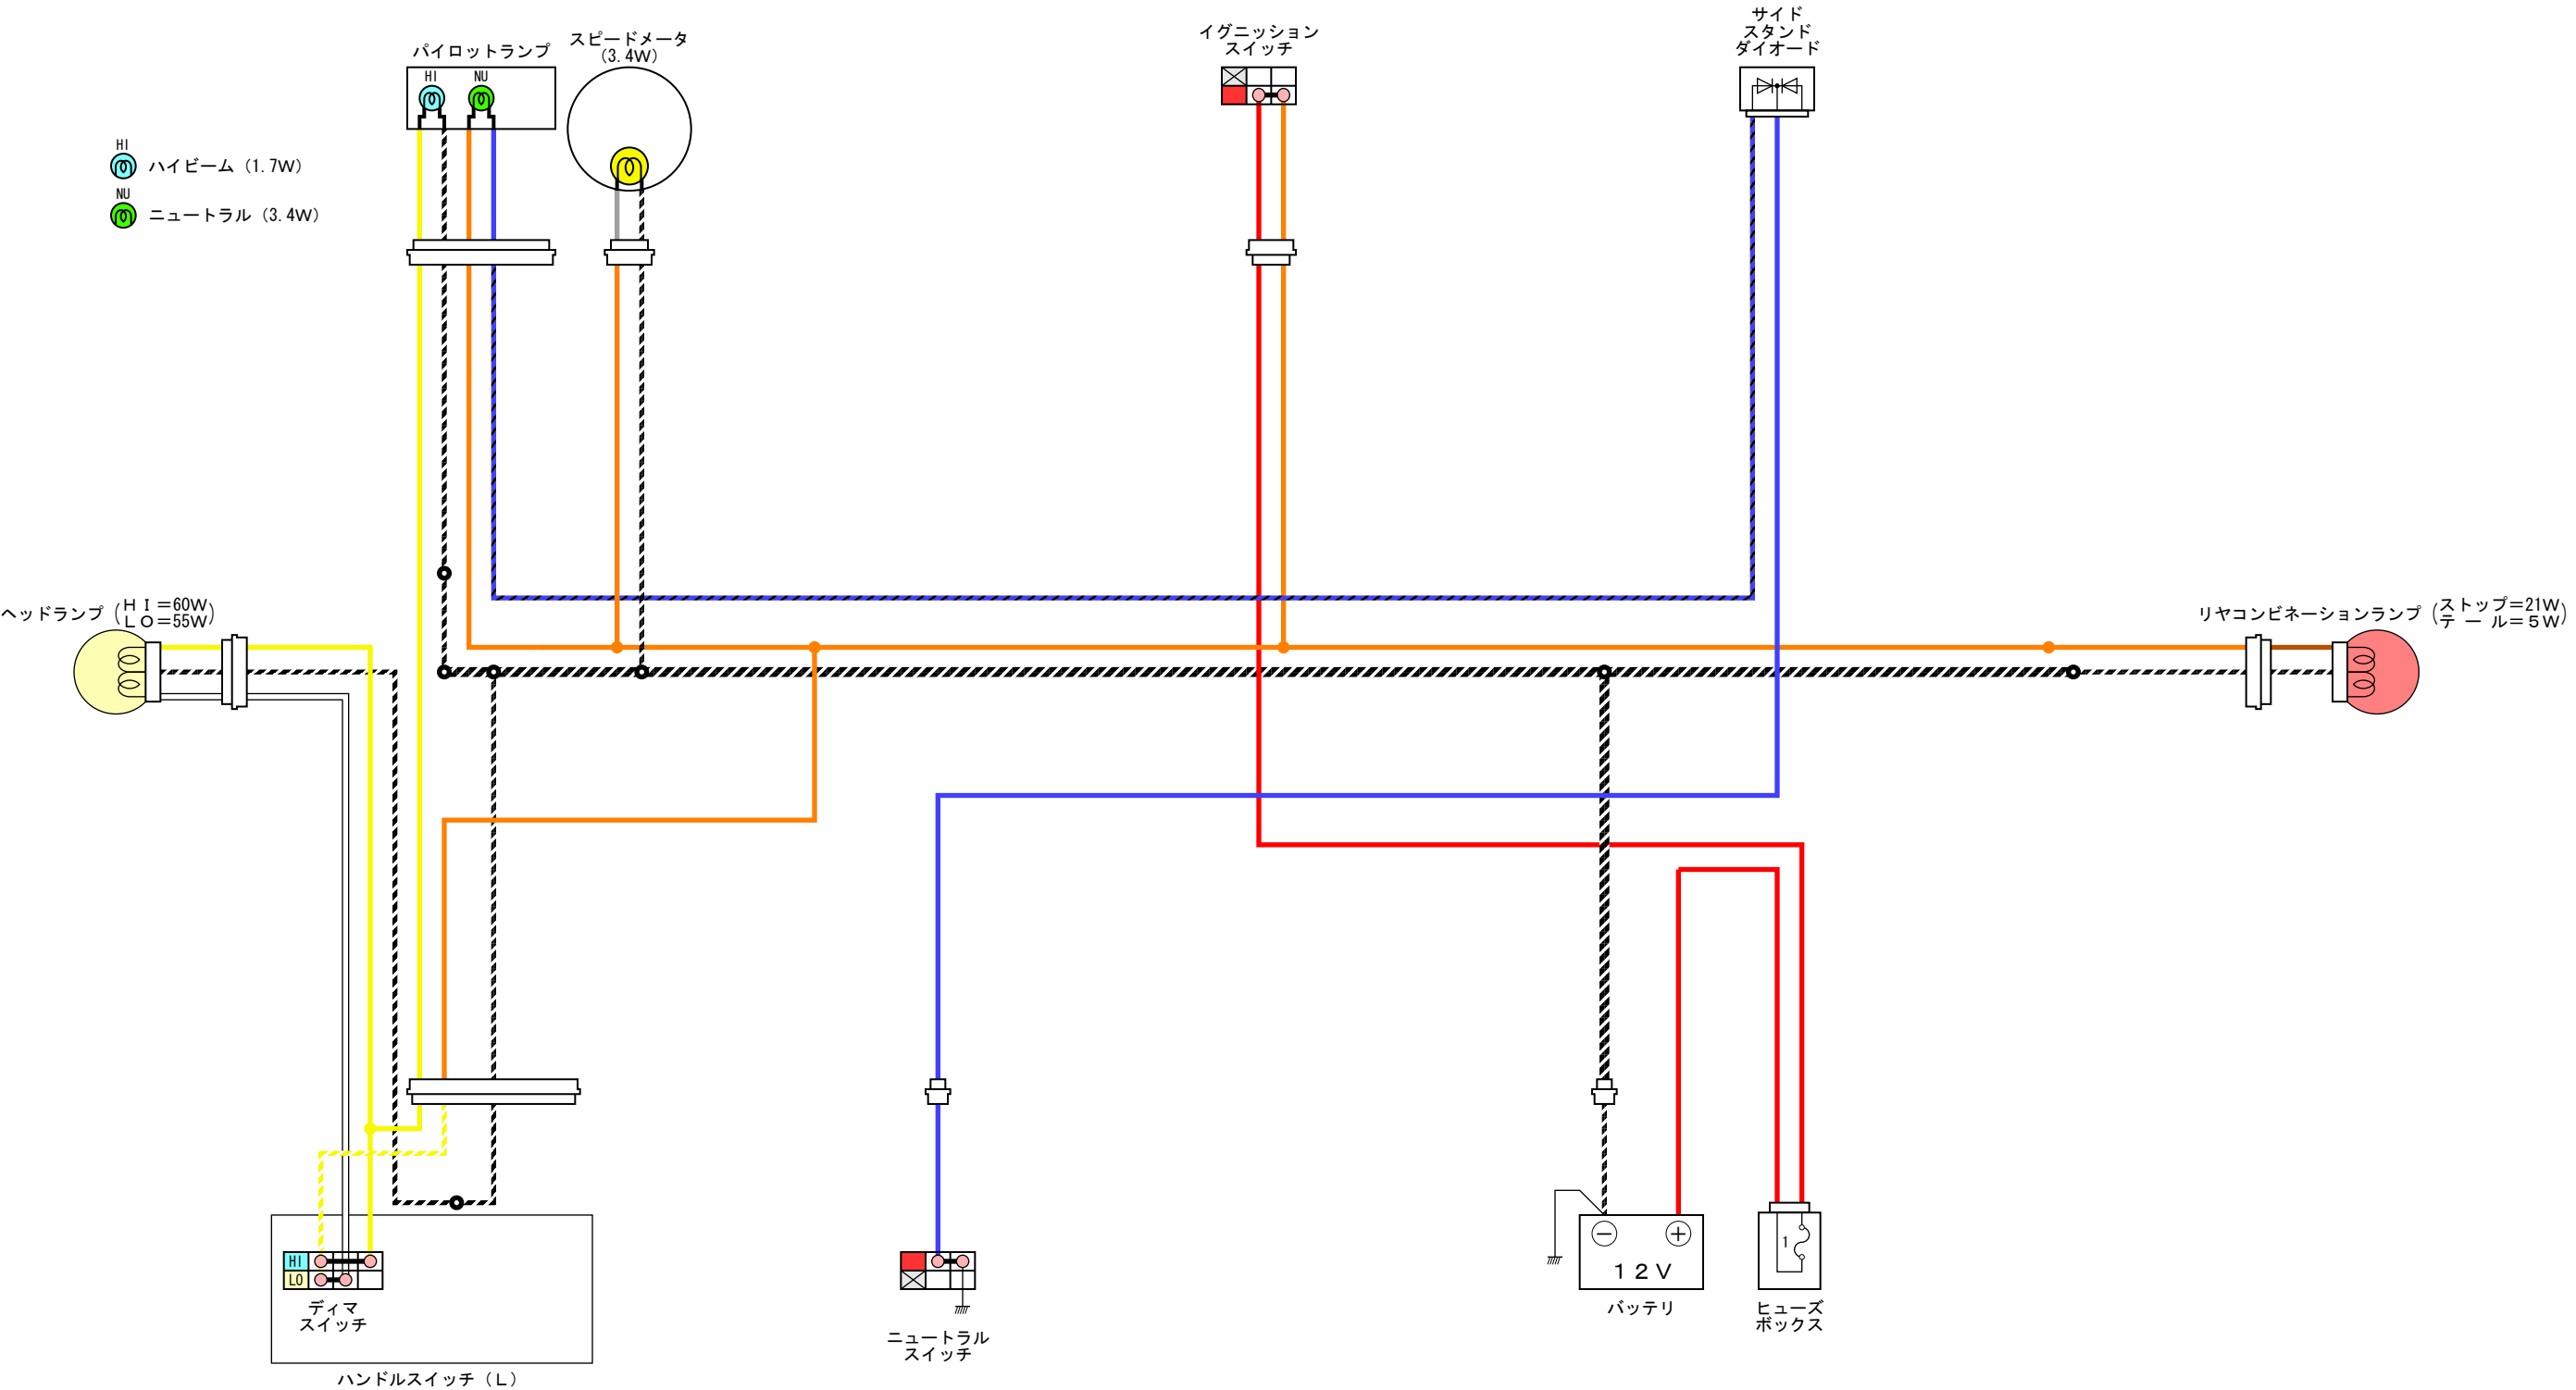 パイロットランプ
HI NU
スピードメータ
(3.4W)
イグニッション
スイッチ
サイド
スタンド
ダイオード
HI
ハイビーム (1.7W)
NU
ニュートラル (3.4W)
ヘッドランプ (HI=60W
LO=55W)
リヤコンビネーションランプ (ストップ=21W
テール=5W)
HI
LO
ディマ
スイッチ
ハンドルスイッチ (L)
ニュートラル
スイッチ
− +
12V
バッテリ
1
ヒューズ
ボックス